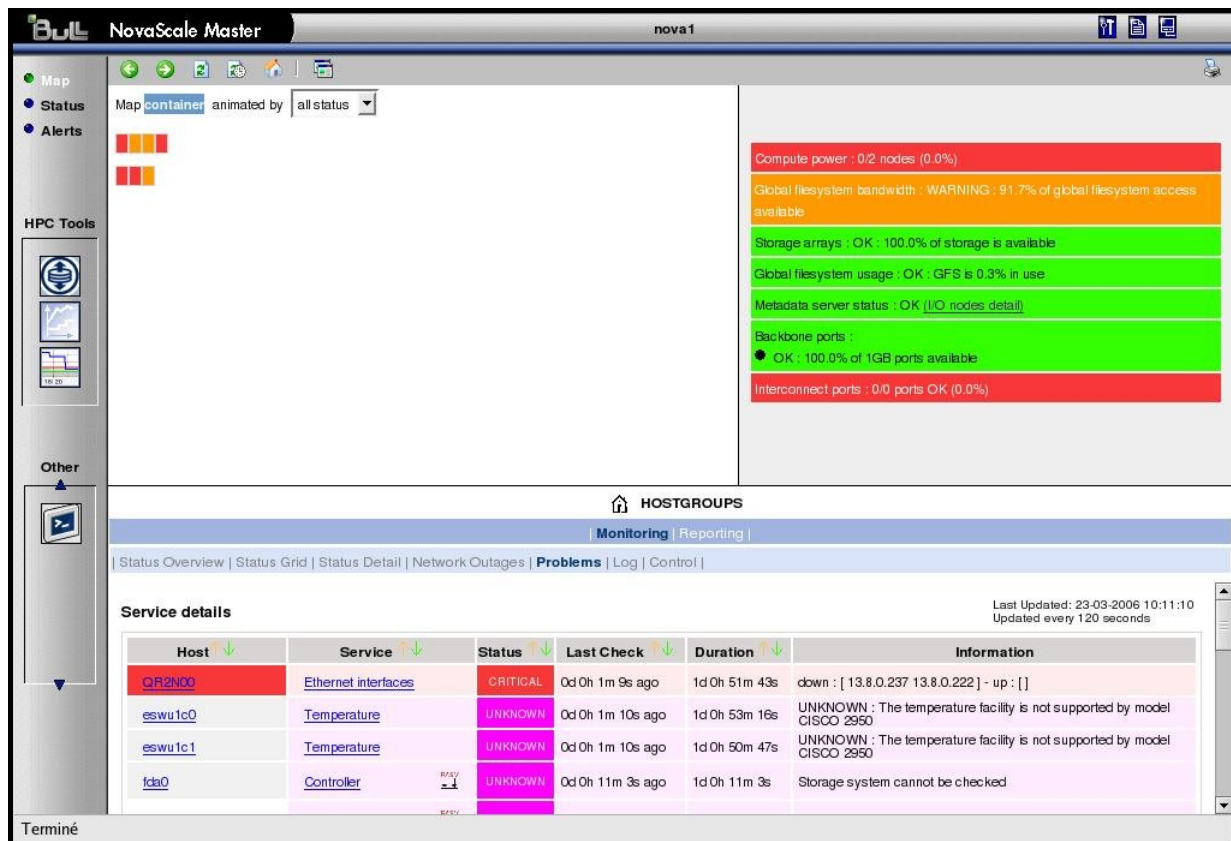 Bull NovaScale Master nova1
Map
Status
Alerts
HPC Tools
18 20
Other
Map container animated by all status
Compute power : 0/2 nodes (0.0%)
Global filesystem bandwidth : WARNING : 91.7% of global filesystem access
available
Storage arrays : OK : 100.0% of storage is available
Global filesystem usage : OK : GFS is 0.3% in use
Metadata server status : OK (I/O nodes detail)
Backbone ports :
OK : 100.0% of 1GB ports available
Interconnect ports : 0/0 ports OK (0.0%)
HOSTGROUPS
| Monitoring | Reporting |
| Status Overview | Status Grid | Status Detail | Network Outages | Problems | Log | Control |
Service details
Last Updated: 23-03-2006 10:11:10
Updated every 120 seconds
Host Service Status Last Check Duration Information
QR2N00 Ethernet interfaces CRITICAL 0d 0h 1m 9s ago 1d 0h 51m 43s down : [ 13.8.0.237 13.8.0.222 ] - up : [ ]
eswu1c0 Temperature UNKNOWN 0d 0h 1m 10s ago 1d 0h 53m 16s UNKNOWN : The temperature facility is not supported by model
CISCO 2950
eswu1c1 Temperature UNKNOWN 0d 0h 1m 10s ago 1d 0h 50m 47s UNKNOWN : The temperature facility is not supported by model
CISCO 2950
fda0 Controller UNKNOWN 0d 0h 11m 3s ago 1d 0h 11m 3s Storage system cannot be checked
Terminé